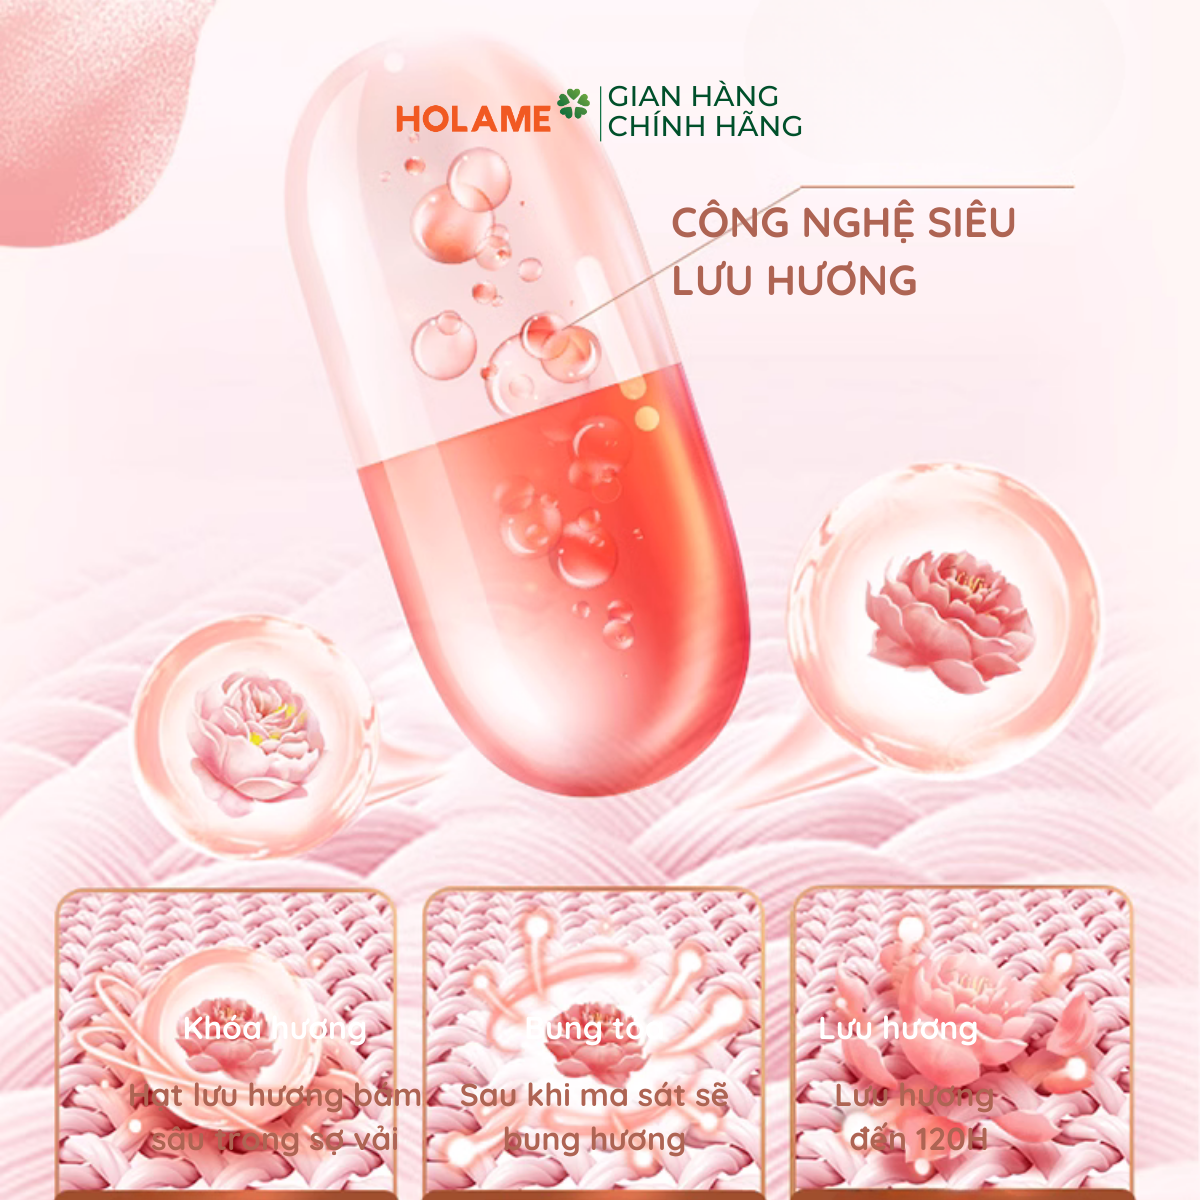 HOLAME
GIAN HÀNG
CHÍNH HÃNG
CÔNG NGHỆ SIÊU
LƯU HƯƠNG
Khóa hương
Bung tỏa
Lưu hương
Hạt lưu hương bám
sâu trong sợ vải
Sau khi ma sát sẽ
bung hương
Lưu hương
đến 120H